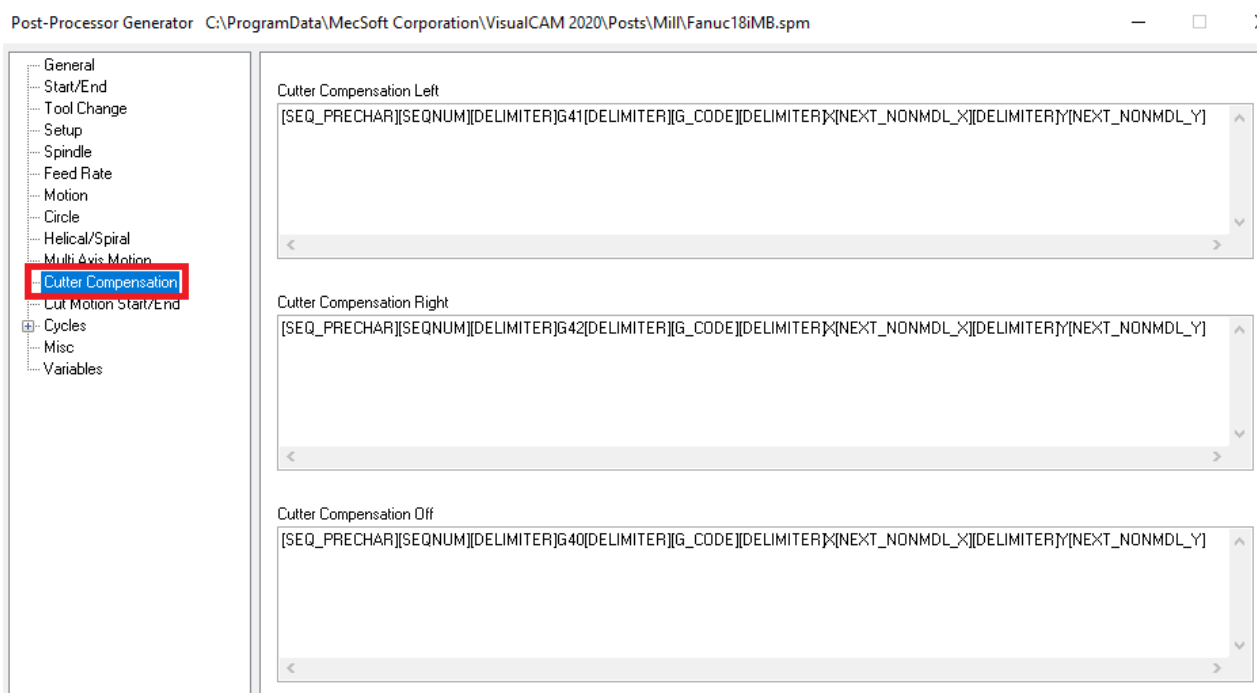 Post-Processor Generator C:\ProgramData\MecSoft Corporation\VisualCAM 2020\Posts\Mill\Fanuc18iMB.spm
General
Start/End
Tool Change
Setup
Spindle
Feed Rate
Motion
Circle
Helical/Spiral
Multi Axis Motion
Cutter Compensation
Cut Motion Start/End
Cycles
Misc
Variables
Cutter Compensation Left
[SEQ_PRECHAR][SEQNUM][DELIMITER]G41[DELIMITER][G_CODE][DELIMITER]X[NEXT_NONMDL_X][DELIMITER]Y[NEXT_NONMDL_Y]
Cutter Compensation Right
[SEQ_PRECHAR][SEQNUM][DELIMITER]G42[DELIMITER][G_CODE][DELIMITER]X[NEXT_NONMDL_X][DELIMITER]Y[NEXT_NONMDL_Y]
Cutter Compensation Off
[SEQ_PRECHAR][SEQNUM][DELIMITER]G40[DELIMITER][G_CODE][DELIMITER]X[NEXT_NONMDL_X][DELIMITER]Y[NEXT_NONMDL_Y]